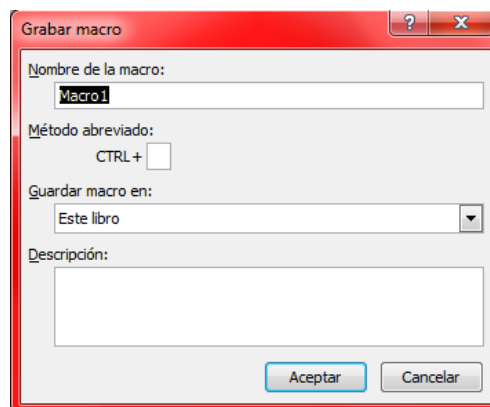 Grabar macro
Nombre de la macro:
Macro1
Método abreviado:
CTRL+
Guardar macro en:
Este libro
Descripción:
Aceptar Cancelar